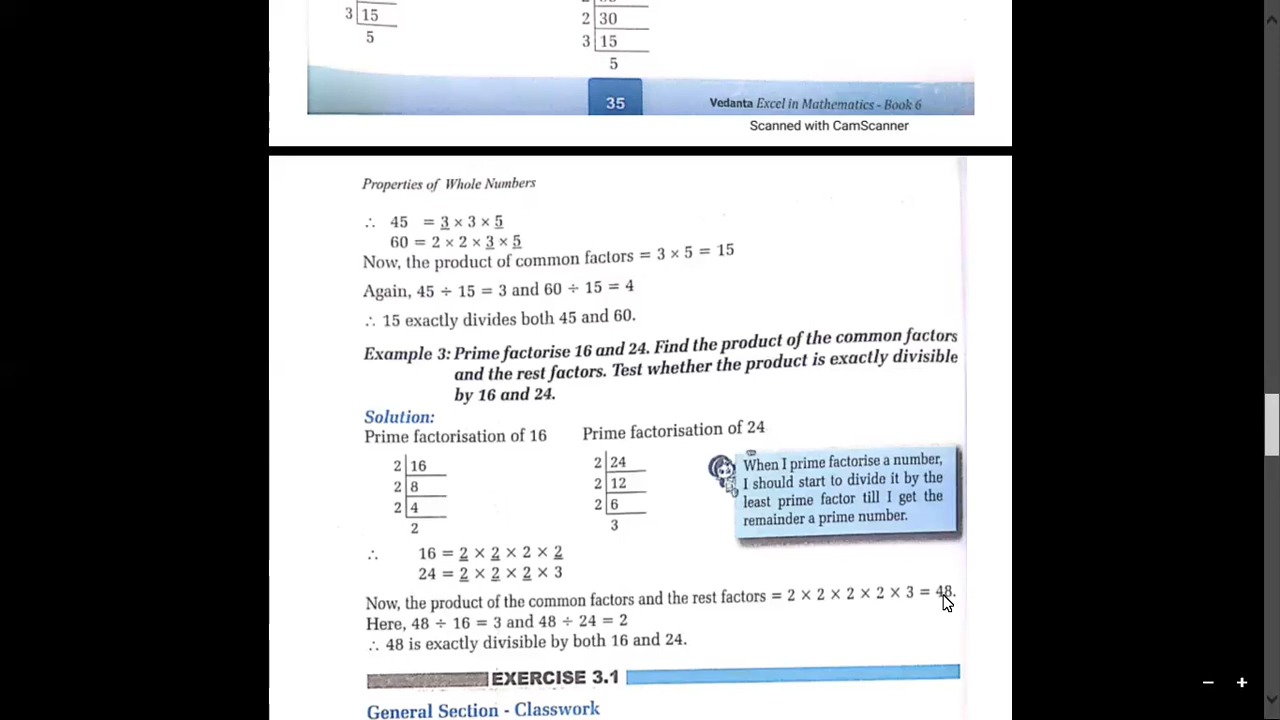 3 15
5
2 30
3 15
5
35 Vedanta Excel in Mathematics - Book 6
Scanned with CamScanner
Properties of Whole Numbers
∴ 45 = 3 × 3 × 5
60 = 2 × 2 × 3 × 5
Now, the product of common factors = 3 × 5 = 15
Again, 45 ÷ 15 = 3 and 60 ÷ 15 = 4
∴ 15 exactly divides both 45 and 60.
Example 3: Prime factorise 16 and 24. Find the product of the common factors
and the rest factors. Test whether the product is exactly divisible
by 16 and 24.
Solution:
Prime factorisation of 16
2 16
2 8
2 4
2
Prime factorisation of 24
2 24
2 12
2 6
3
When I prime factorise a number,
I should start to divide it by the
least prime factor till I get the
remainder a prime number.
∴ 16 = 2 × 2 × 2 × 2
24 = 2 × 2 × 2 × 3
Now, the product of the common factors and the rest factors = 2 × 2 × 2 × 2 × 3 = 48.
Here, 48 ÷ 16 = 3 and 48 ÷ 24 = 2
∴ 48 is exactly divisible by both 16 and 24.
EXERCISE 3.1
General Section - Classwork